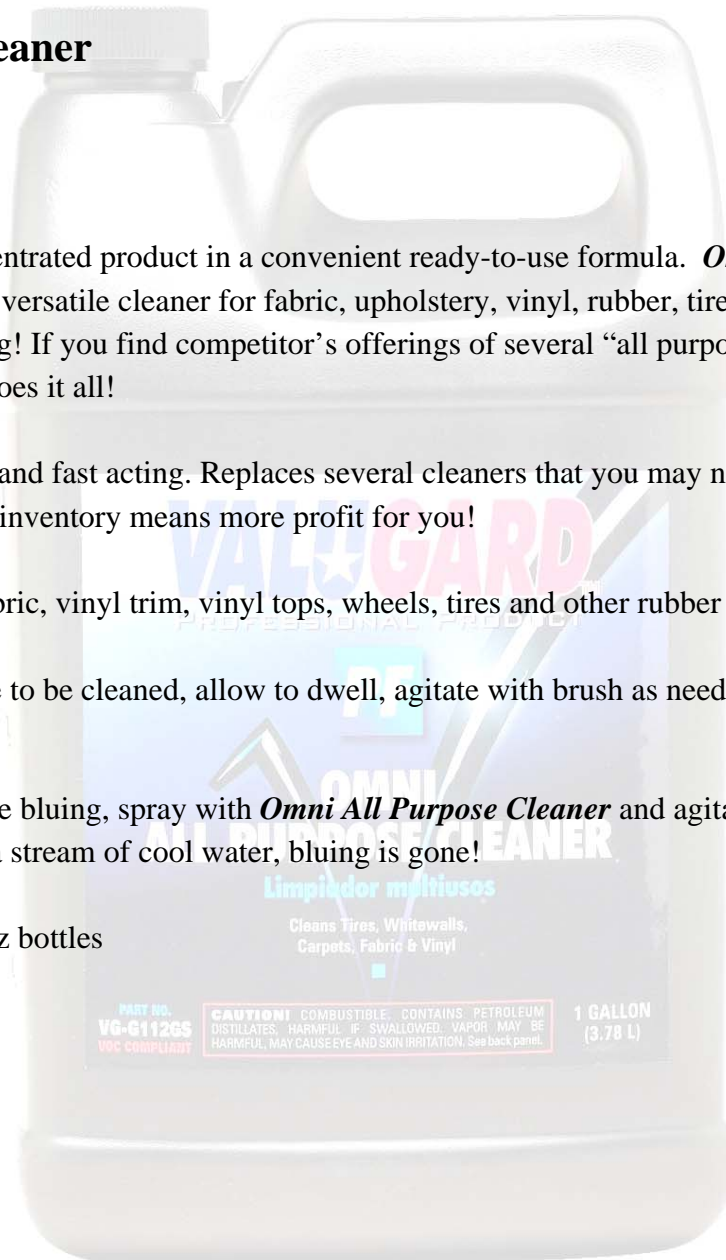 eaner
entrated product in a convenient ready-to-use formula. O
versatile cleaner for fabric, upholstery, vinyl, rubber, tire
g! If you find competitor’s offerings of several “all purpo
oes it all!
and fast acting. Replaces several cleaners that you may n
inventory means more profit for you!
bric, vinyl trim, vinyl tops, wheels, tires and other rubber
e to be cleaned, allow to dwell, agitate with brush as need
e bluing, spray with Omni All Purpose Cleaner and agita
a stream of cool water, bluing is gone!
z bottles
VALUGARD
PROFESSIONAL PRODUCT
PF
OMNI
ALL PURPOSE CLEANER
Limpiador multiusos
Cleans Tires, Whitewalls,
Carpets, Fabric & Vinyl
PART NO.
VG-G112GS
VOC COMPLIANT
CAUTION! COMBUSTIBLE. CONTAINS PETROLEUM
DISTILLATES. HARMFUL IF SWALLOWED. VAPOR MAY BE
HARMFUL, MAY CAUSE EYE AND SKIN IRRITATION. See back panel.
1 GALLON
(3.78 L)